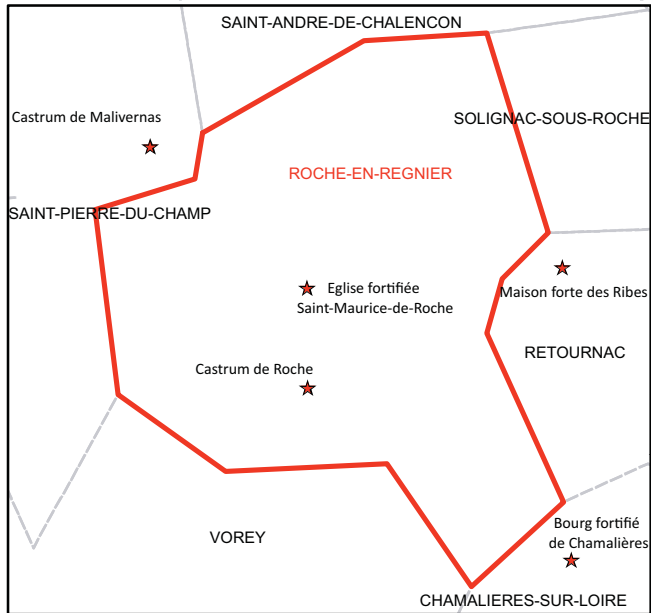 SAINT-ANDRE-DE-CHALENCON
Castrum de Malivernas
SOLIGNAC-SOUS-ROCHE
ROCHE-EN-REGNIER
SAINT-PIERRE-DU-CHAMP
Eglise fortifiée
Saint-Maurice-de-Roche
Maison forte des Ribes
RETOURNAC
Castrum de Roche
VOREY
Bourg fortifié
de Chamalières
CHAMALIERES-SUR-LOIRE